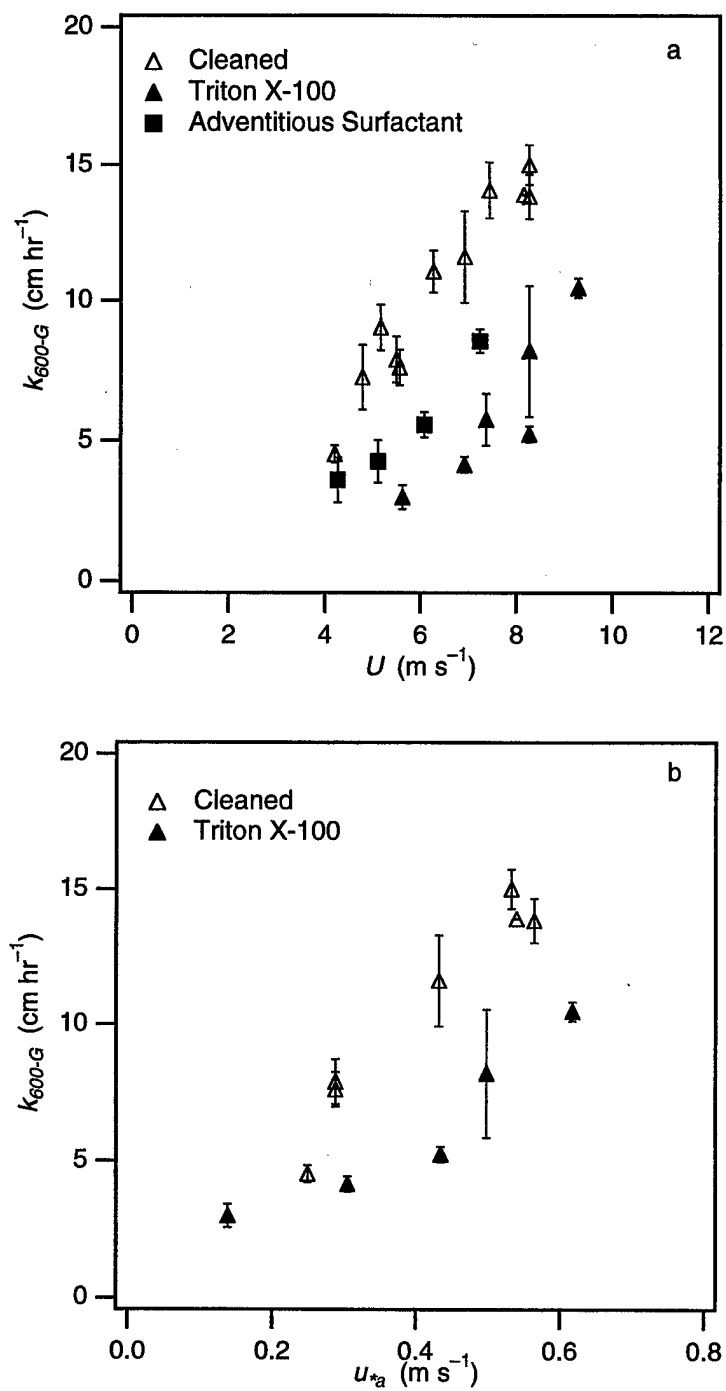 20
a
Cleaned
Triton X-100
Adventitious Surfactant
15
10
5
0
k600-G (cm hr⁻¹)
0 2 4 6 8 10 12
U (m s⁻¹)
20
b
Cleaned
Triton X-100
15
10
5
0
k600-G (cm hr⁻¹)
0.0 0.2 0.4 0.6 0.8
u*a (m s⁻¹)